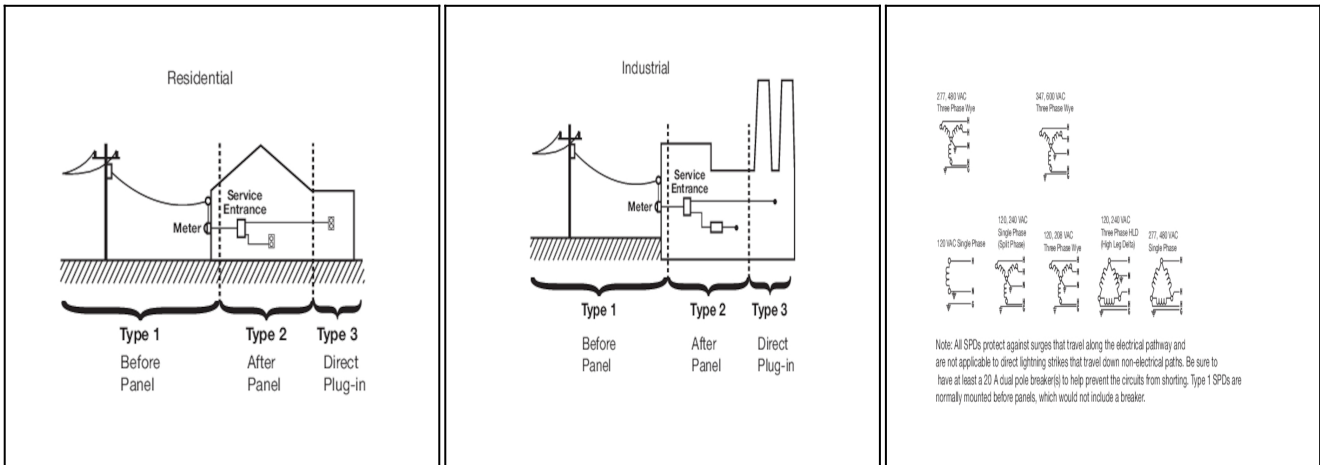 Residential
Service
Entrance
Meter
Type 1
Type 2
Type 3
Before
Panel
After
Panel
Direct
Plug-in
Industrial
Service
Entrance
Meter
Type 1
Type 2
Type 3
Before
Panel
After
Panel
Direct
Plug-in
277, 480 VAC
Three Phase Wye
347, 600 VAC
Three Phase Wye
120 VAC Single Phase
120, 240 VAC
Single Phase
(Split Phase)
120, 208 VAC
Three Phase Wye
120, 240 VAC
Three Phase HLD
(High Leg Delta)
277, 480 VAC
Single Phase
Note: All SPDs protect against surges that travel along the electrical pathway and
are not applicable to direct lightning strikes that travel down non-electrical paths. Be sure to
have at least a 20 A dual pole breaker(s) to help prevent the circuits from shorting. Type 1 SPDs are
normally mounted before panels, which would not include a breaker.